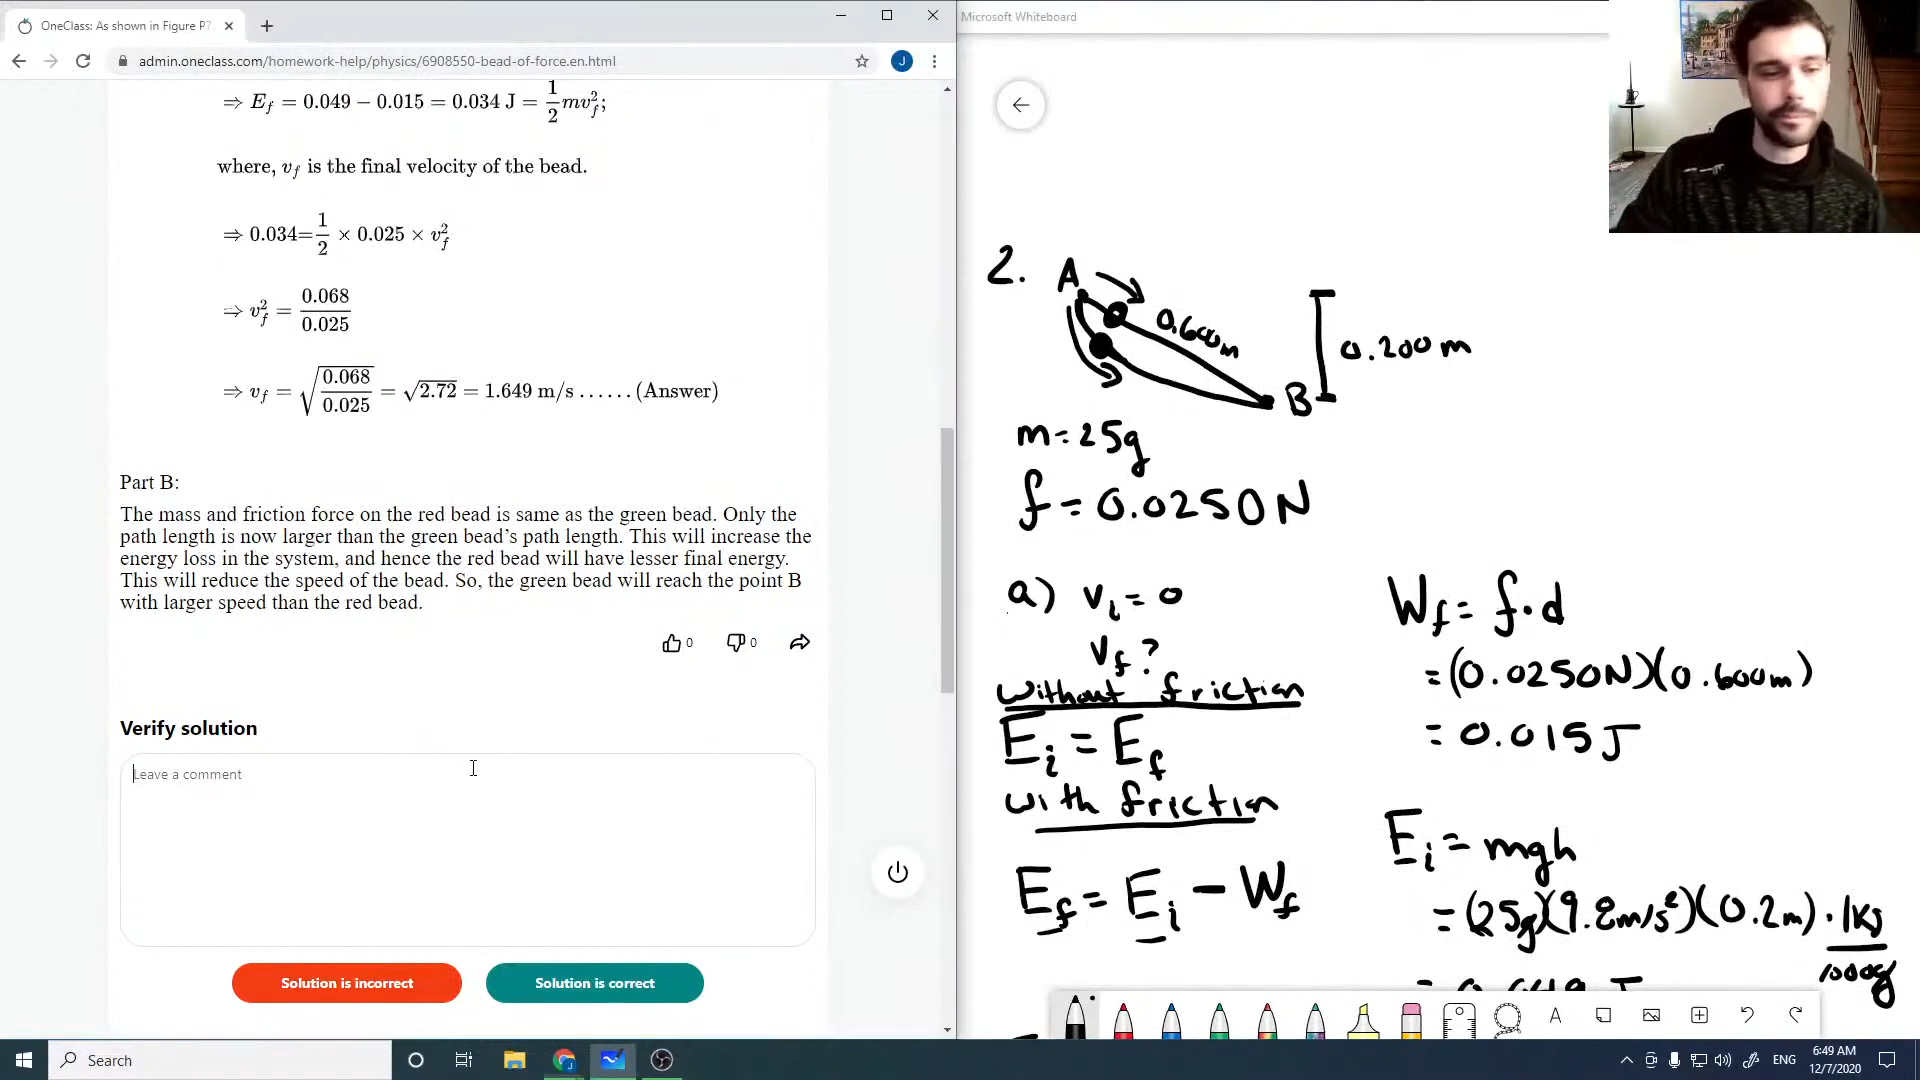 OneClass: As shown in Figure P7.
admin.oneclass.com/homework-help/physics/6908550-bead-of-force.en.html
J
⇒ E_f = 0.049 − 0.015 = 0.034 J = 1/2 mv_f^2;
where, v_f is the final velocity of the bead.
⇒ 0.034=1/2 × 0.025 × v_f^2
⇒ v_f^2 = 0.068/0.025
⇒ v_f = √(0.068/0.025) = √2.72 = 1.649 m/s ...... (Answer)
Part B:
The mass and friction force on the red bead is same as the green bead. Only the
path length is now larger than the green bead's path length. This will increase the
energy loss in the system, and hence the red bead will have lesser final energy.
This will reduce the speed of the bead. So, the green bead will reach the point B
with larger speed than the red bead.
0 0
Verify solution
Leave a comment
Solution is incorrect Solution is correct
Microsoft Whiteboard
2. A
0.600m
0.200m
B
m=25g
f=0.0250N
a) v_i = 0
v_f ?
without friction
E_i = E_f
with friction
E_f = E_i − W_f
W_f = f·d
= (0.0250N)(0.600m)
= 0.015J
E_i = mgh
= (25g)(9.8m/s²)(0.2m) · 1kg/1000g
Search
ENG
6:49 AM
12/7/2020